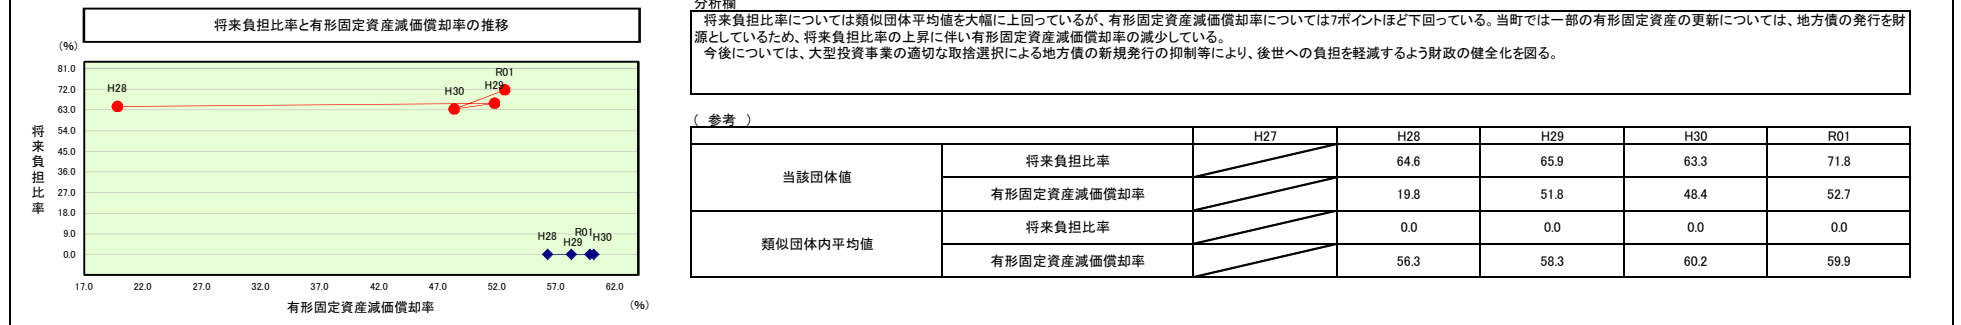 将来負担比率と有形固定資産減価償却率の推移
(%)
81.0
72.0
63.0
54.0
45.0
36.0
27.0
18.0
9.0
0.0
将来負担比率
H28
H30
H29
R01
H28
H29
R01
H30
17.0 22.0 27.0 32.0 37.0 42.0 47.0 52.0 57.0 62.0
有形固定資産減価償却率
(%)
分析欄
将来負担比率については類似団体平均値を大幅に上回っているが、有形固定資産減価償却率については7ポイントほど下回っている。当町では一部の有形固定資産の更新については、地方債の発行を財
源としているため、将来負担比率の上昇に伴い有形固定資産減価償却率の減少している。
今後については、大型投資事業の適切な取捨選択による地方債の新規発行の抑制等により、後世への負担を軽減するよう財政の健全化を図る。
( 参考 )
H27 H28 H29 H30 R01
当該団体値
将来負担比率 64.6 65.9 63.3 71.8
有形固定資産減価償却率 19.8 51.8 48.4 52.7
類似団体内平均値
将来負担比率 0.0 0.0 0.0 0.0
有形固定資産減価償却率 56.3 58.3 60.2 59.9